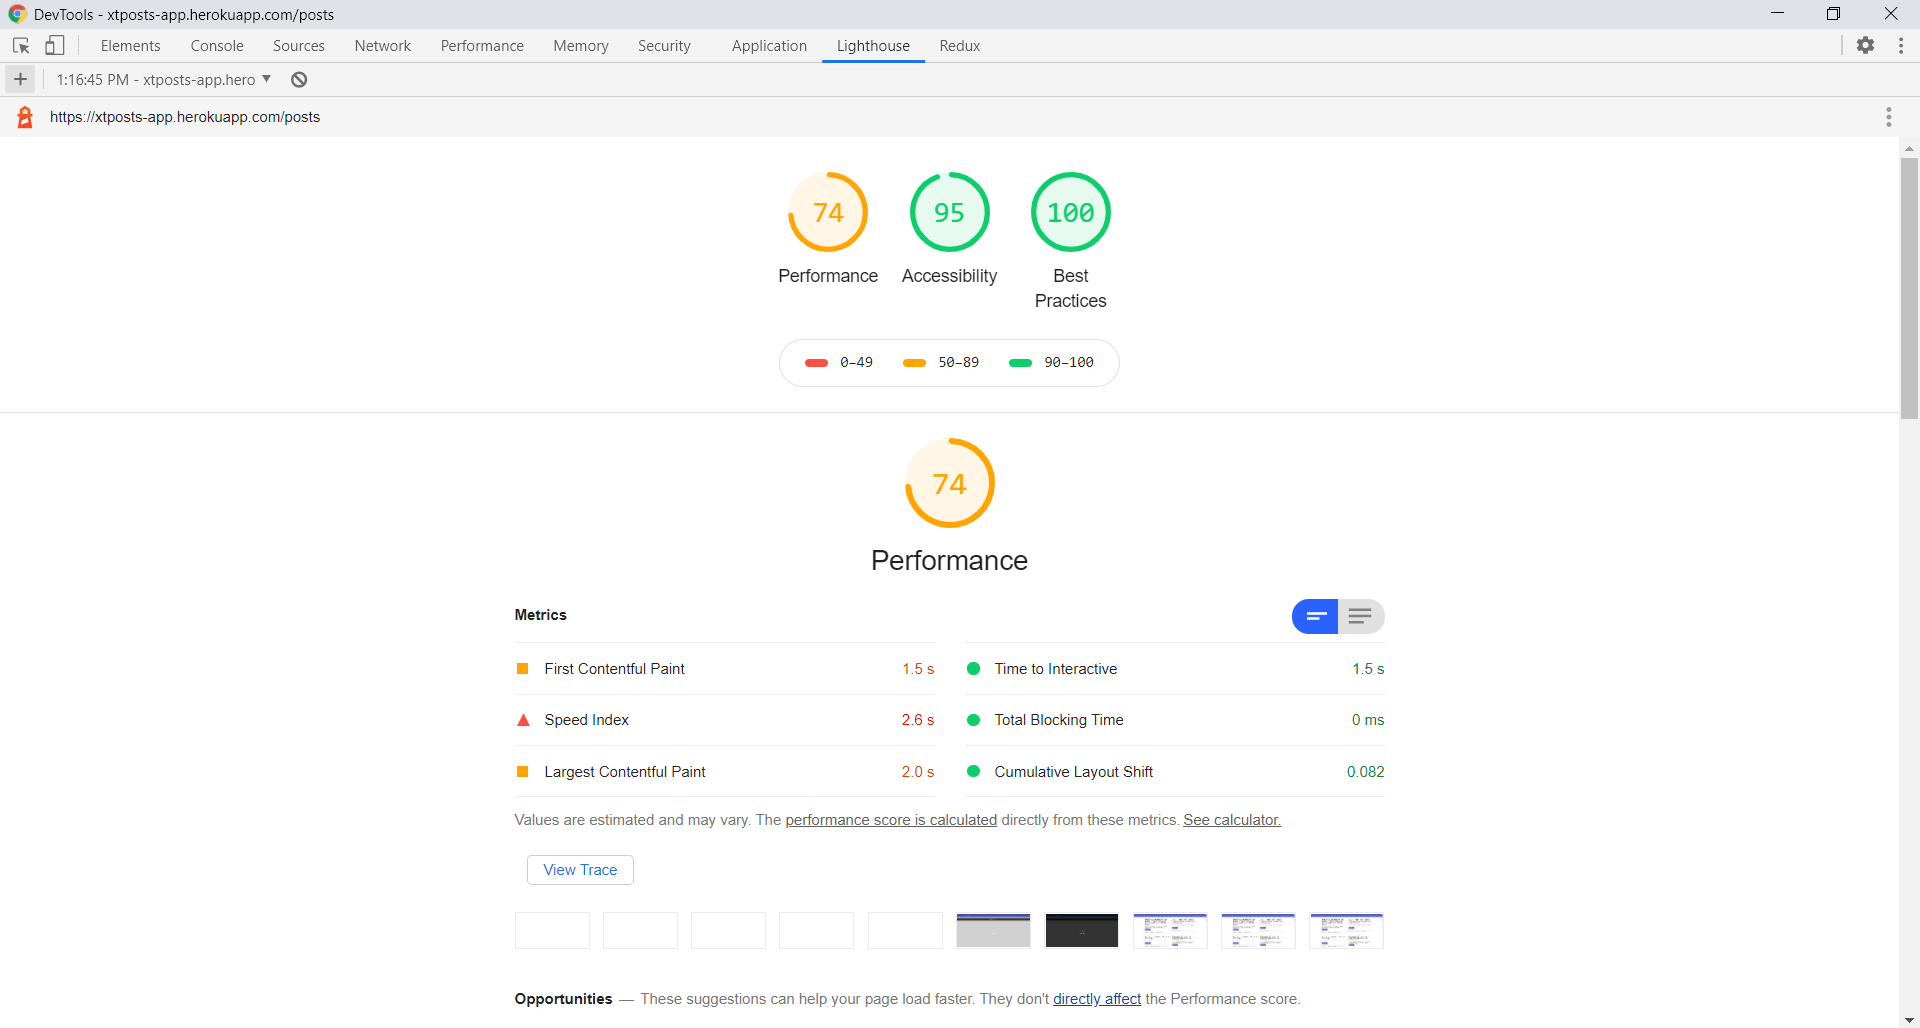 DevTools - xtposts-app.herokuapp.com/posts
Elements Console Sources Network Performance Memory Security Application Lighthouse Redux
1:16:45 PM - xtposts-app.hero
https://xtposts-app.herokuapp.com/posts
74 95 100
Performance Accessibility Best
Practices
0–49 50–89 90–100
74
Performance
Metrics
First Contentful Paint 1.5 s Time to Interactive 1.5 s
Speed Index 2.6 s Total Blocking Time 0 ms
Largest Contentful Paint 2.0 s Cumulative Layout Shift 0.082
Values are estimated and may vary. The performance score is calculated directly from these metrics. See calculator.
View Trace
Opportunities — These suggestions can help your page load faster. They don't directly affect the Performance score.